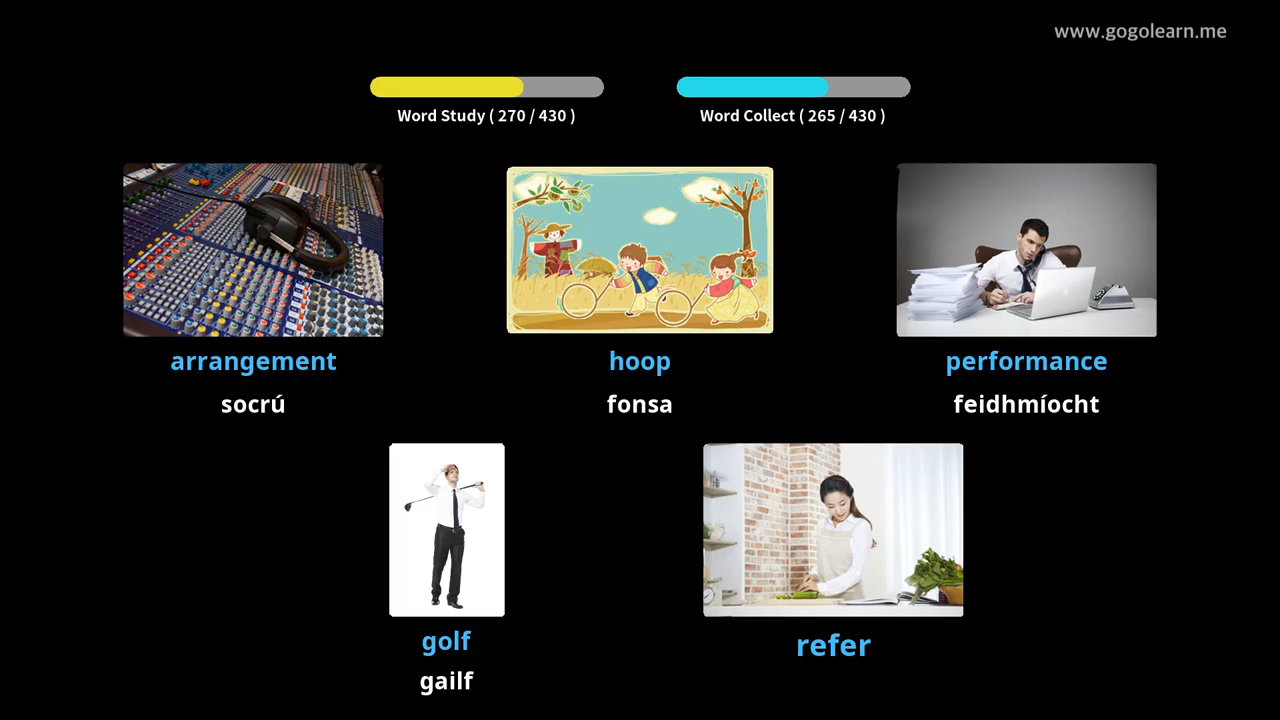 www.gogolearn.me
Word Study ( 270 / 430 )
Word Collect ( 265 / 430 )
arrangement
socrú
hoop
fonsa
performance
feidhmíocht
golf
gailf
refer